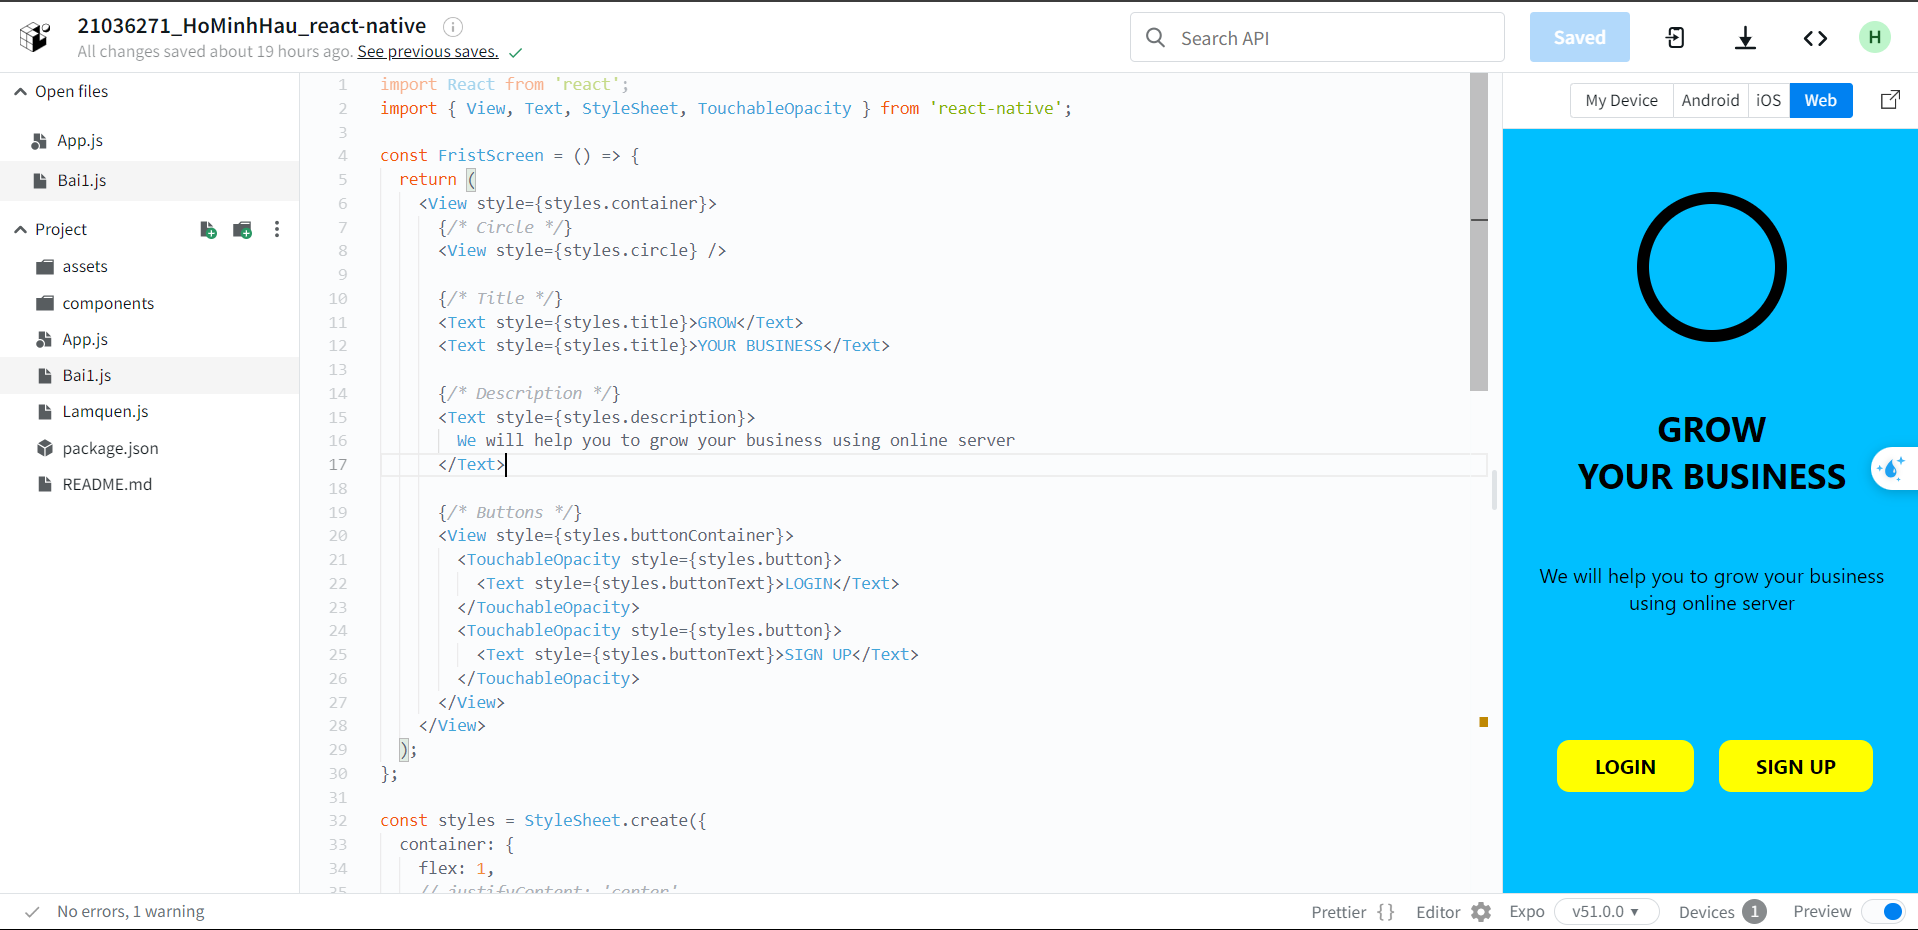 21036271_HoMinhHau_react-native
All changes saved about 19 hours ago. See previous saves.
Search API
Saved
H
Open files
App.js
Bai1.js
Project
assets
components
App.js
Bai1.js
Lamquen.js
package.json
README.md
1 import React from 'react';
2 import { View, Text, StyleSheet, TouchableOpacity } from 'react-native';
3
4 const FristScreen = () => {
5 return (
6 <View style={styles.container}>
7 {/* Circle */}
8 <View style={styles.circle} />
9
10 {/* Title */}
11 <Text style={styles.title}>GROW</Text>
12 <Text style={styles.title}>YOUR BUSINESS</Text>
13
14 {/* Description */}
15 <Text style={styles.description}>
16 We will help you to grow your business using online server
17 </Text>
18
19 {/* Buttons */}
20 <View style={styles.buttonContainer}>
21 <TouchableOpacity style={styles.button}>
22 <Text style={styles.buttonText}>LOGIN</Text>
23 </TouchableOpacity>
24 <TouchableOpacity style={styles.button}>
25 <Text style={styles.buttonText}>SIGN UP</Text>
26 </TouchableOpacity>
27 </View>
28 </View>
29 );
30 };
31
32 const styles = StyleSheet.create({
33 container: {
34 flex: 1,
35 // justifyContent: 'center'
My Device Android iOS Web
GROW
YOUR BUSINESS
We will help you to grow your business
using online server
LOGIN SIGN UP
No errors, 1 warning
Prettier {} Editor Expo v51.0.0 Devices 1 Preview